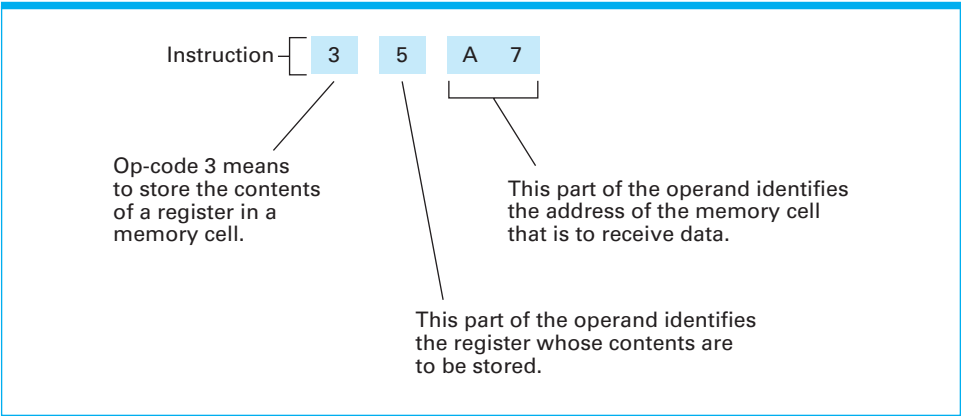 Instruction 3 5 A 7
Op-code 3 means
to store the contents
of a register in a
memory cell.
This part of the operand identifies
the address of the memory cell
that is to receive data.
This part of the operand identifies
the register whose contents are
to be stored.